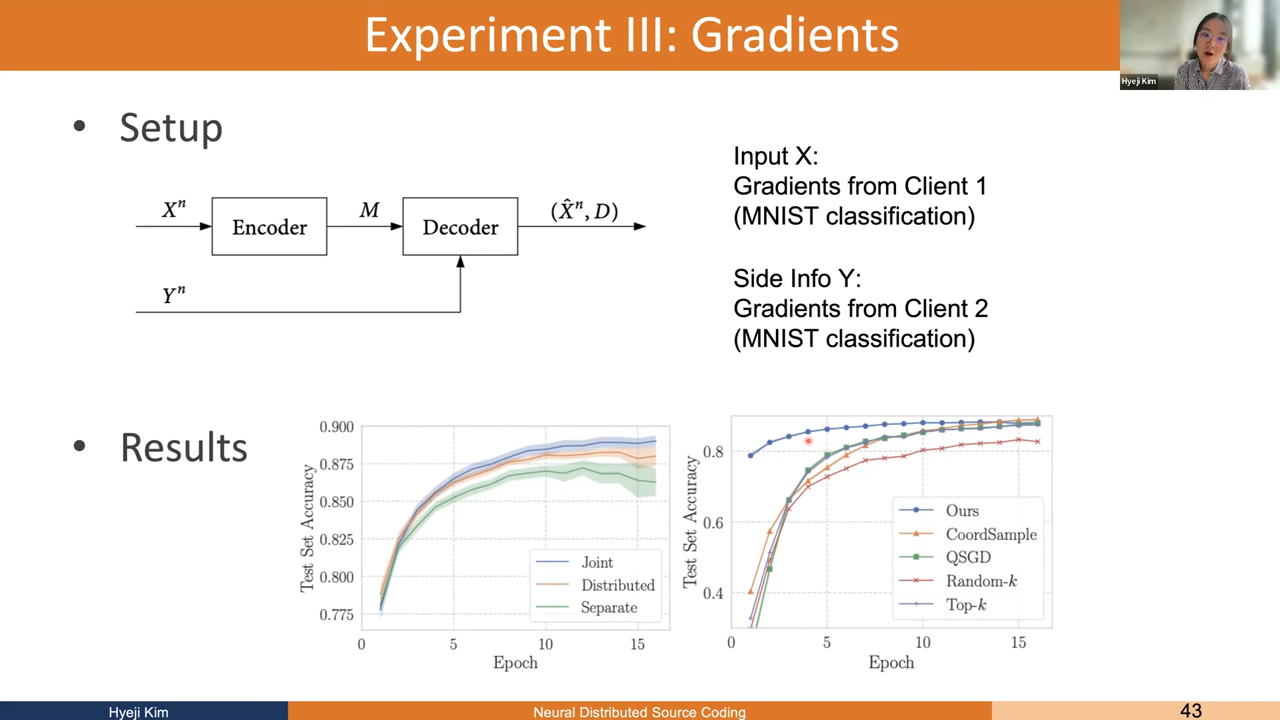 Experiment III: Gradients
Hyeji Kim
• Setup
Xⁿ
Encoder
M
Decoder
(X̂ⁿ, D)
Yⁿ
Input X:
Gradients from Client 1
(MNIST classification)
Side Info Y:
Gradients from Client 2
(MNIST classification)
• Results
Test Set Accuracy
0.900
0.875
0.850
0.825
0.800
0.775
0 5 10 15
Epoch
Joint
Distributed
Separate
Test Set Accuracy
0.8
0.6
0.4
0 5 10 15
Epoch
Ours
CoordSample
QSGD
Random-k
Top-k
Hyeji Kim
Neural Distributed Source Coding
43